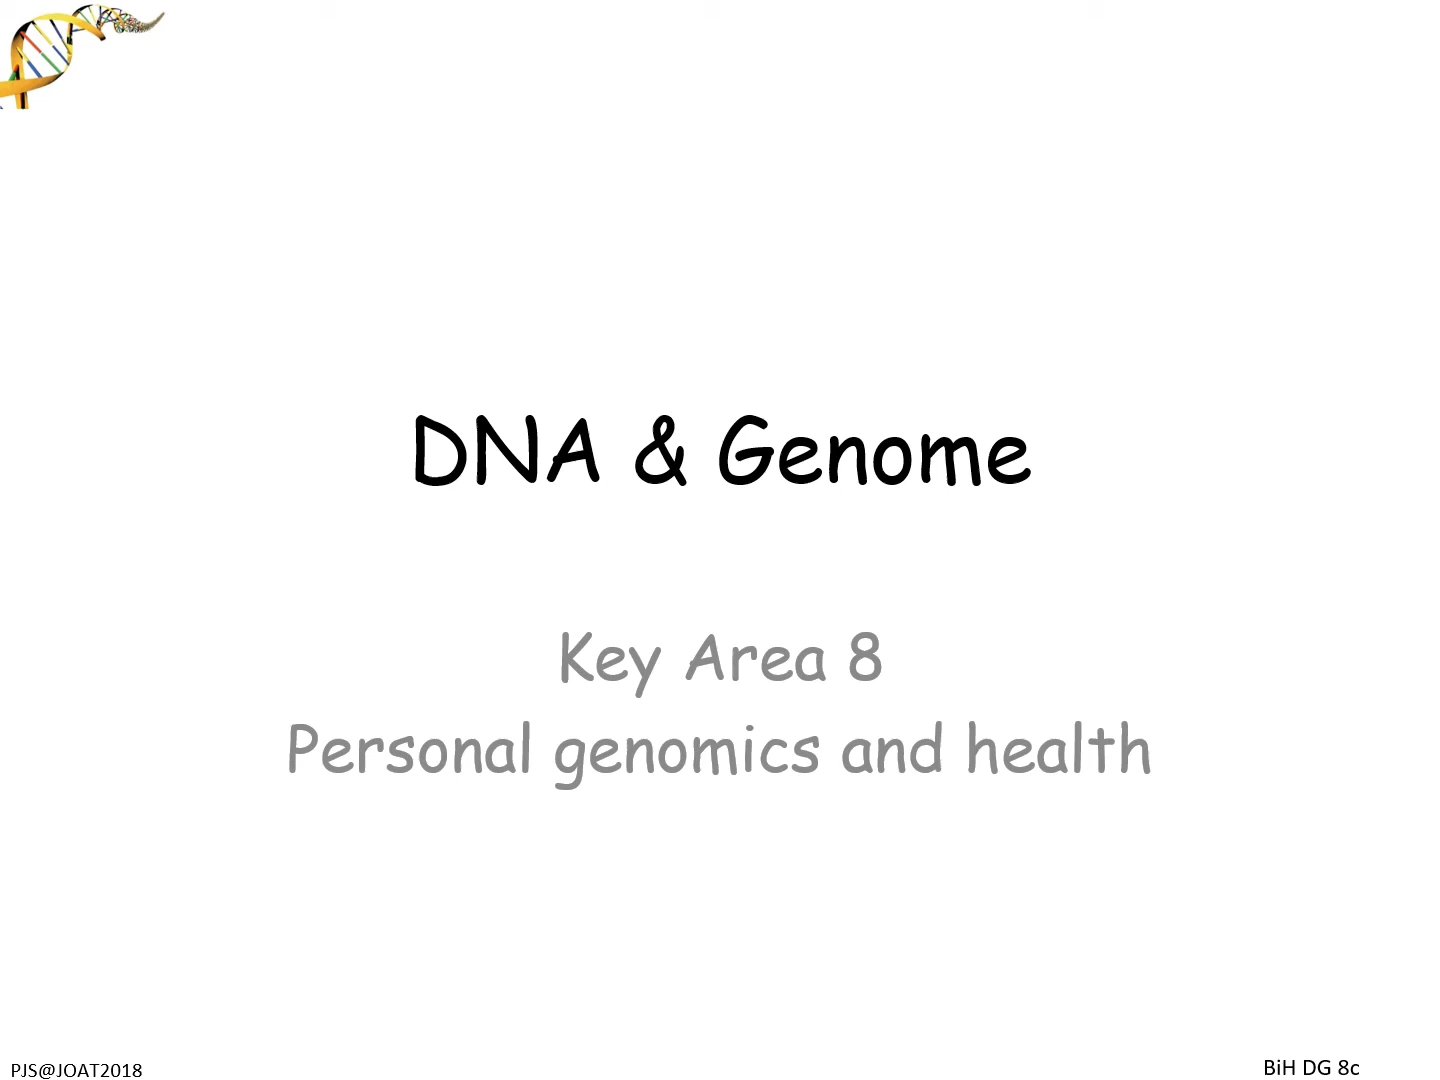 DNA & Genome
Key Area 8
Personal genomics and health
PJS@JOAT2018
BiH DG 8c